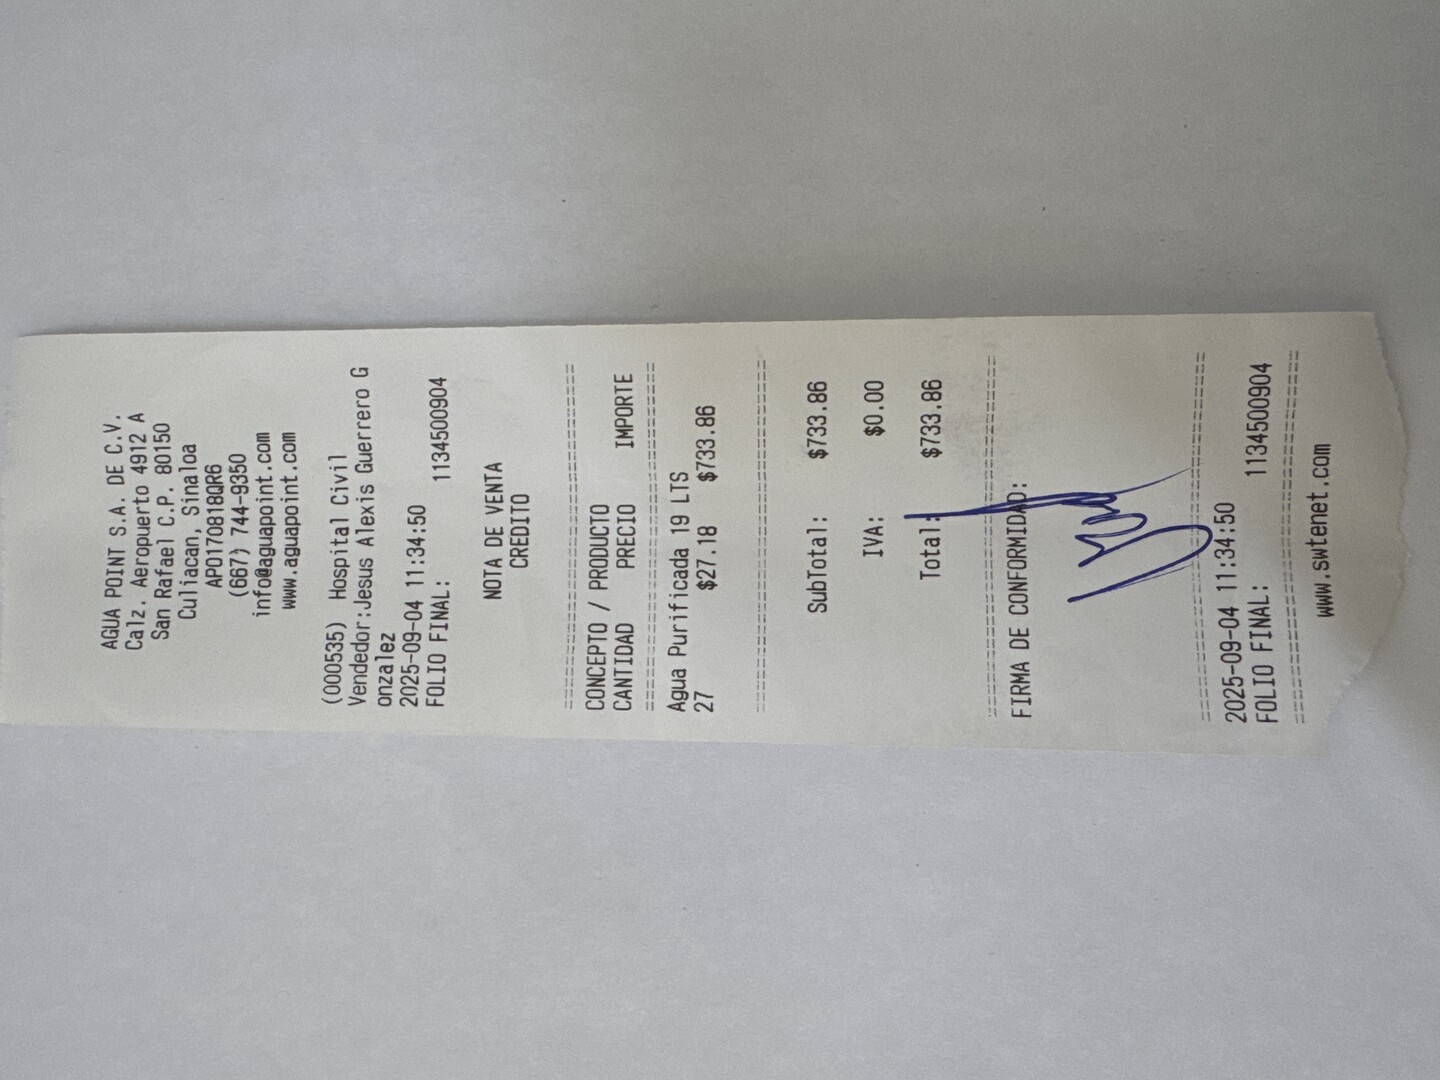 AGUA POINT S.A. DE C.V.
Calz. Aeropuerto 4912 A
San Rafael C.P. 80150
Culiacan, Sinaloa
APO170818QR6
(667) 744-9350
info@aguapoint.com
www.aguapoint.com
(000535) Hospital Civil
Vendedor:Jesus Alexis Guerrero G
onzalez
2025-09-04 11:34:50
FOLIO FINAL: 1134500904
NOTA DE VENTA
CREDITO
================================
CONCEPTO / PRODUCTO
CANTIDAD PRECIO IMPORTE
================================
Agua Purificada 19 LTS
27 $27.18 $733.86
================================
SubTotal: $733.86
IVA: $0.00
Total: $733.86
================================
FIRMA DE CONFORMIDAD:
================================
2025-09-04 11:34:50
FOLIO FINAL: 1134500904
================================
www.swtenet.com